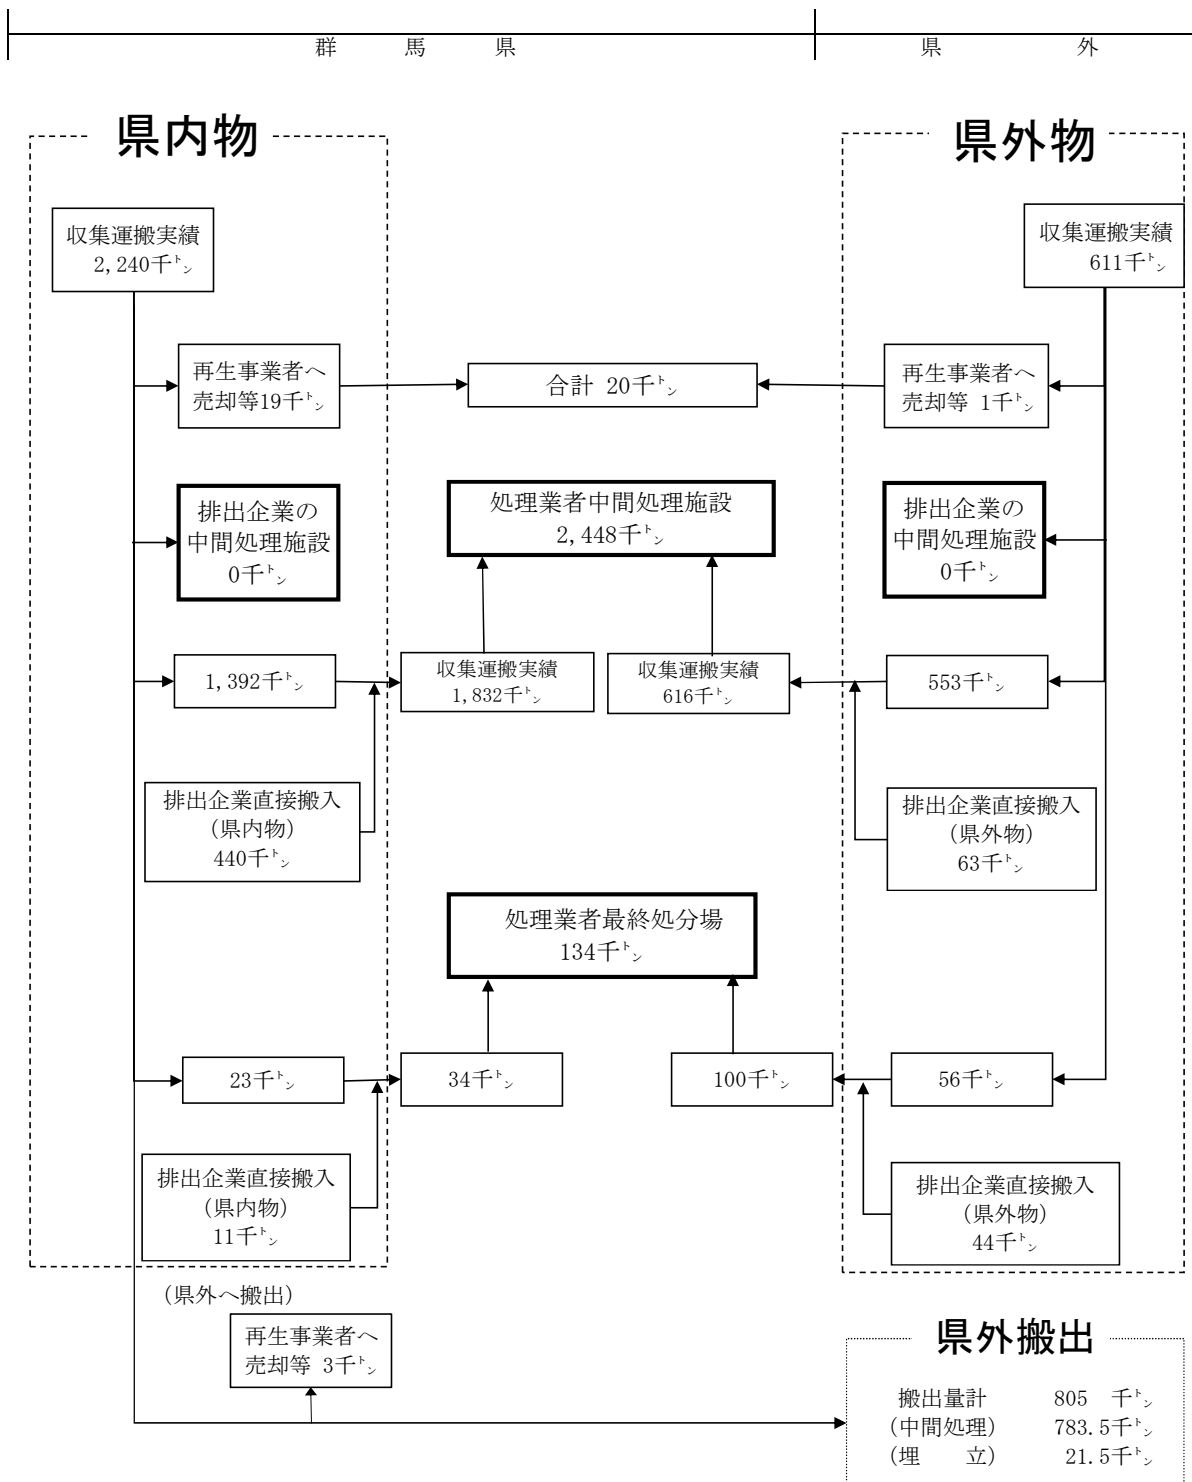 群　馬　県
県　外
県内物
県外物
収集運搬実績
2,240千㌧
収集運搬実績
611千㌧
再生事業者へ
売却等19千㌧
合計 20千㌧
再生事業者へ
売却等 1千㌧
排出企業の
中間処理施設
0千㌧
処理業者中間処理施設
2,448千㌧
排出企業の
中間処理施設
0千㌧
1,392千㌧
収集運搬実績
1,832千㌧
収集運搬実績
616千㌧
553千㌧
排出企業直接搬入
(県内物)
440千㌧
排出企業直接搬入
(県外物)
63千㌧
処理業者最終処分場
134千㌧
23千㌧
34千㌧
100千㌧
56千㌧
排出企業直接搬入
(県内物)
11千㌧
排出企業直接搬入
(県外物)
44千㌧
(県外へ搬出)
再生事業者へ
売却等 3千㌧
県外搬出
搬出量計　805　千㌧
(中間処理)　783.5千㌧
(埋　立)　21.5千㌧